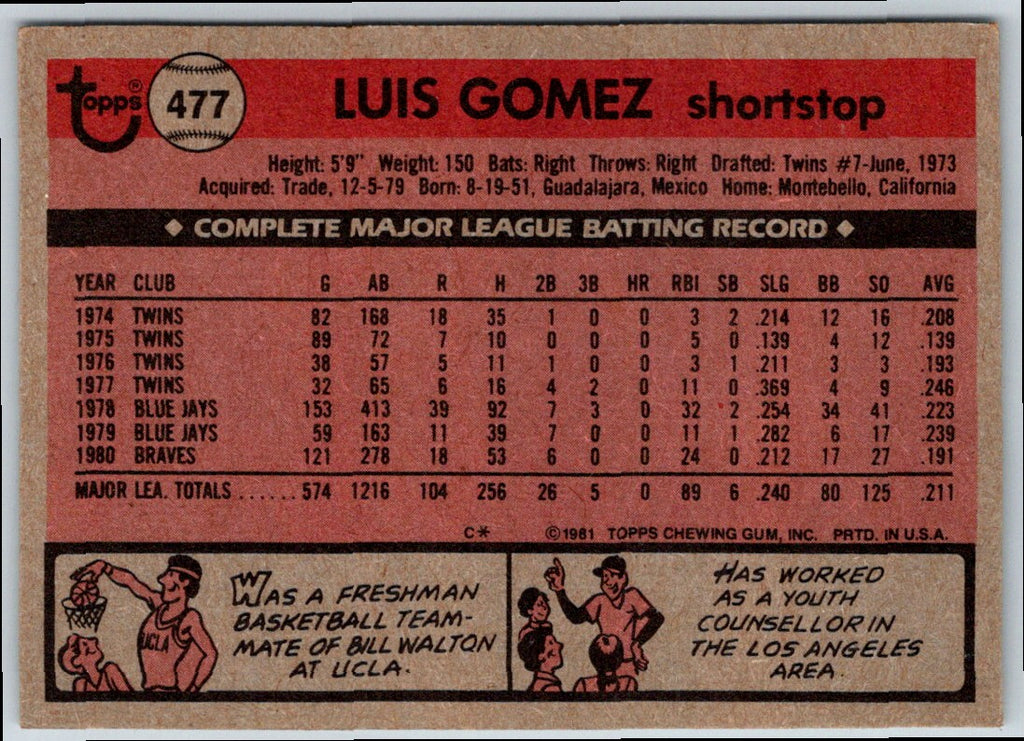 Topps® 477 LUIS GOMEZ shortstop
Height: 5'9" Weight: 150 Bats: Right Throws: Right Drafted: Twins #7-June, 1973
Acquired: Trade, 12-5-79 Born: 8-19-51, Guadalajara, Mexico Home: Montebello, California
◆ COMPLETE MAJOR LEAGUE BATTING RECORD ◆
YEAR CLUB G AB R H 2B 3B HR RBI SB SLG BB SO AVG
1974 TWINS 82 168 18 35 1 0 0 3 2 .214 12 16 .208
1975 TWINS 89 72 7 10 0 0 0 5 0 .139 4 12 .139
1976 TWINS 38 57 5 11 1 0 0 3 1 .211 3 3 .193
1977 TWINS 32 65 6 16 4 2 0 11 0 .369 4 9 .246
1978 BLUE JAYS 153 413 39 92 7 3 0 32 2 .254 34 41 .223
1979 BLUE JAYS 59 163 11 39 7 0 0 11 1 .282 6 17 .239
1980 BRAVES 121 278 18 53 6 0 0 24 0 .212 17 27 .191
MAJOR LEA. TOTALS ...... 574 1216 104 256 26 5 0 89 6 .240 80 125 .211
C* ©1981 TOPPS CHEWING GUM, INC. PRTD. IN U.S.A.
UCLA
WAS A FRESHMAN
BASKETBALL TEAM-
MATE OF BILL WALTON
AT UCLA.
HAS WORKED
AS A YOUTH
COUNSELLOR IN
THE LOS ANGELES
AREA.